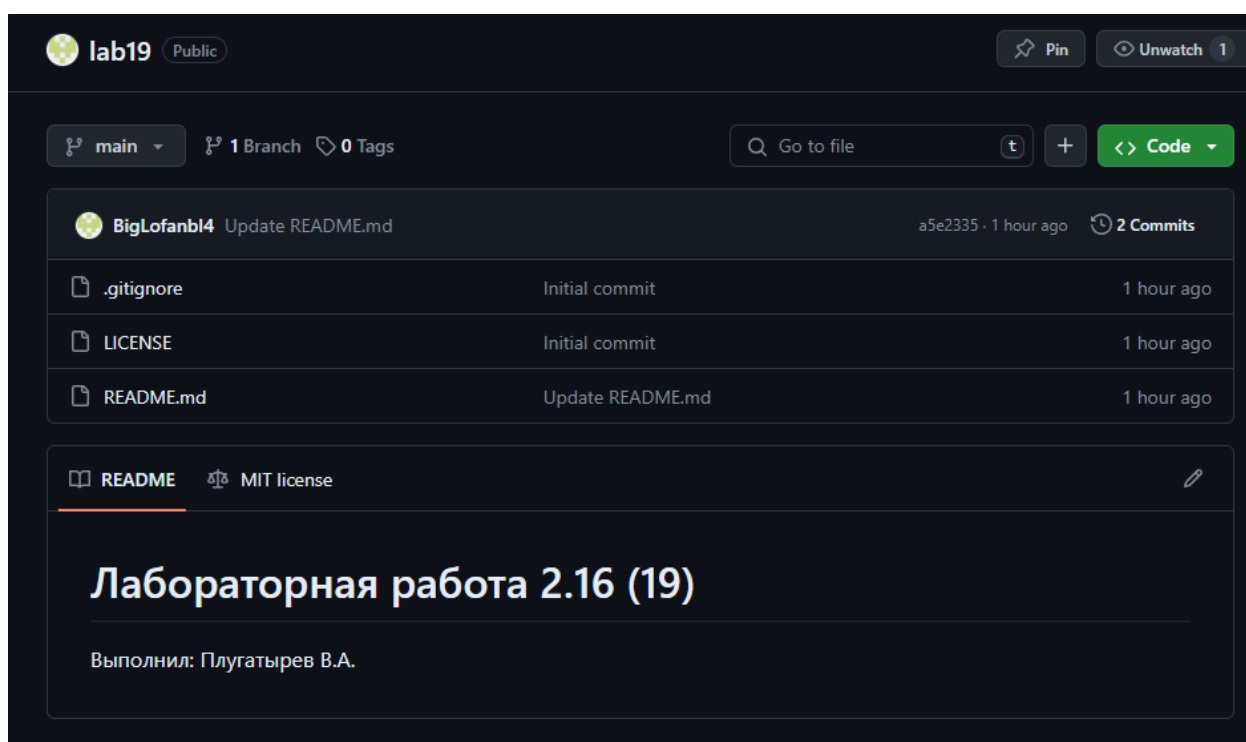 lab19 Public Pin Unwatch 1
main 1 Branch 0 Tags Go to file t + <> Code
BigLofanbl4 Update README.md a5e2335 · 1 hour ago 2 Commits
.gitignore Initial commit 1 hour ago
LICENSE Initial commit 1 hour ago
README.md Update README.md 1 hour ago
README MIT license
Лабораторная работа 2.16 (19)
Выполнил: Плугатырев В.А.